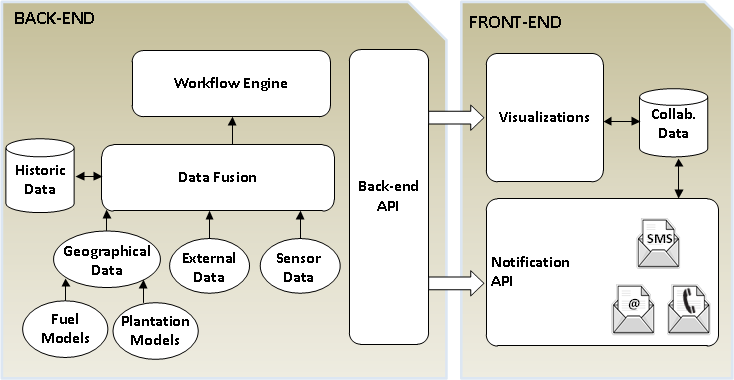 BACK-END
Workflow Engine
Historic
Data
Data Fusion
Geographical
Data
External
Data
Sensor
Data
Fuel
Models
Plantation
Models
Back-end
API
FRONT-END
Visualizations
Collab.
Data
Notification
API
SMS
@